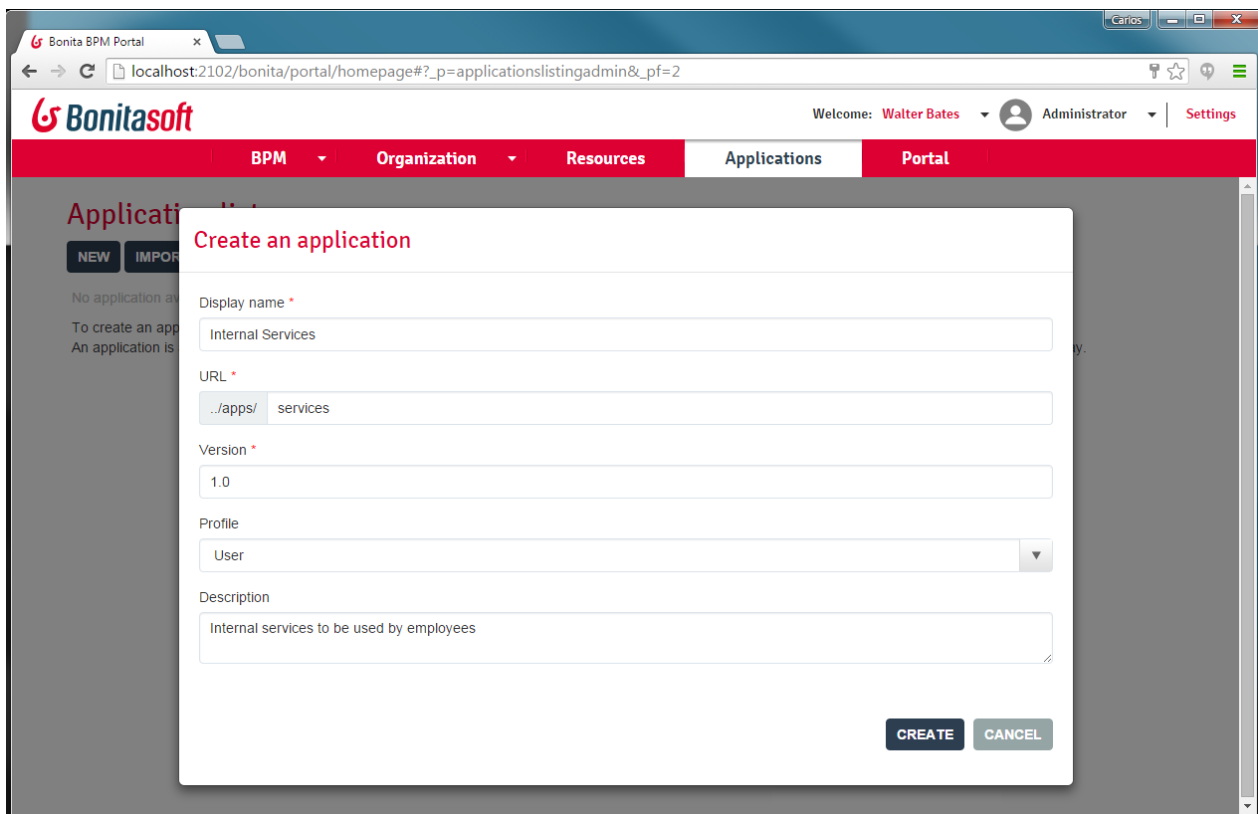 Carlos
Bonita BPM Portal
localhost:2102/bonita/portal/homepage#?_p=applicationslistingadmin&_pf=2
Bonitasoft
Welcome: Walter Bates Administrator Settings
BPM Organization Resources Applications Portal
NEW
No application
To create an
An application is
Create an application
Display name *
Internal Services
URL *
../apps/ services
Version *
1.0
Profile
User
Description
Internal services to be used by employees
CREATE CANCEL